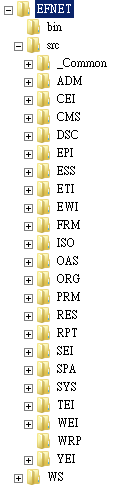 EFNET
bin
src
_Common
ADM
CEI
CMS
DSC
EPI
ESS
ETI
EWI
FRM
ISO
OAS
ORG
PRM
RES
RPT
SEI
SPA
SYS
TEI
WEI
WRP
YEI
WS